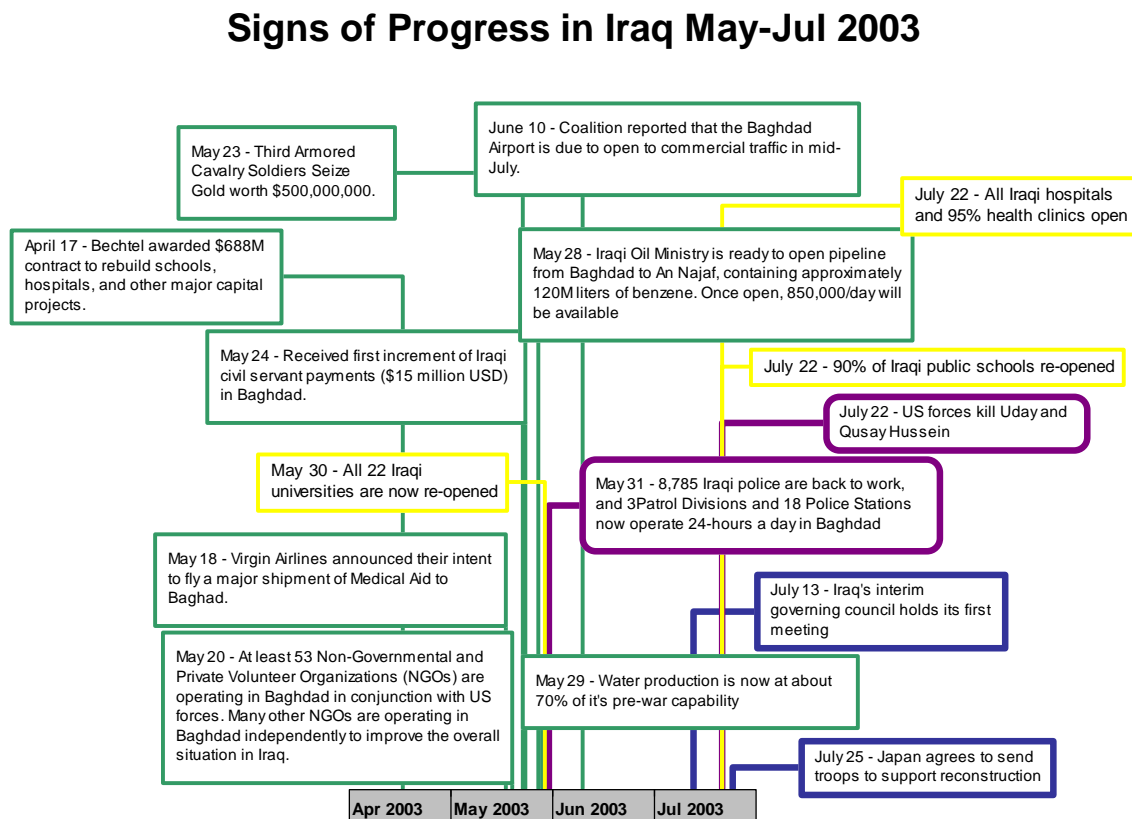 Signs of Progress in Iraq May-Jul 2003
June 10 - Coalition reported that the Baghdad
Airport is due to open to commercial traffic in mid-
July.
May 23 - Third Armored
Cavalry Soldiers Seize
Gold worth $500,000,000.
July 22 - All Iraqi hospitals
and 95% health clinics open
April 17 - Bechtel awarded $688M
contract to rebuild schools,
hospitals, and other major capital
projects.
May 28 - Iraqi Oil Ministry is ready to open pipeline
from Baghdad to An Najaf, containing approximately
120M liters of benzene. Once open, 850,000/day will
be available
May 24 - Received first increment of Iraqi
civil servant payments ($15 million USD)
in Baghdad.
July 22 - 90% of Iraqi public schools re-opened
July 22 - US forces kill Uday and
Qusay Hussein
May 30 - All 22 Iraqi
universities are now re-opened
May 31 - 8,785 Iraqi police are back to work,
and 3Patrol Divisions and 18 Police Stations
now operate 24-hours a day in Baghdad
May 18 - Virgin Airlines announced their intent
to fly a major shipment of Medical Aid to
Baghad.
July 13 - Iraq's interim
governing council holds its first
meeting
May 20 - At least 53 Non-Governmental and
Private Volunteer Organizations (NGOs) are
operating in Baghdad in conjunction with US
forces. Many other NGOs are operating in
Baghdad independently to improve the overall
situation in Iraq.
May 29 - Water production is now at about
70% of it's pre-war capability
July 25 - Japan agrees to send
troops to support reconstruction
Apr 2003 May 2003 Jun 2003 Jul 2003